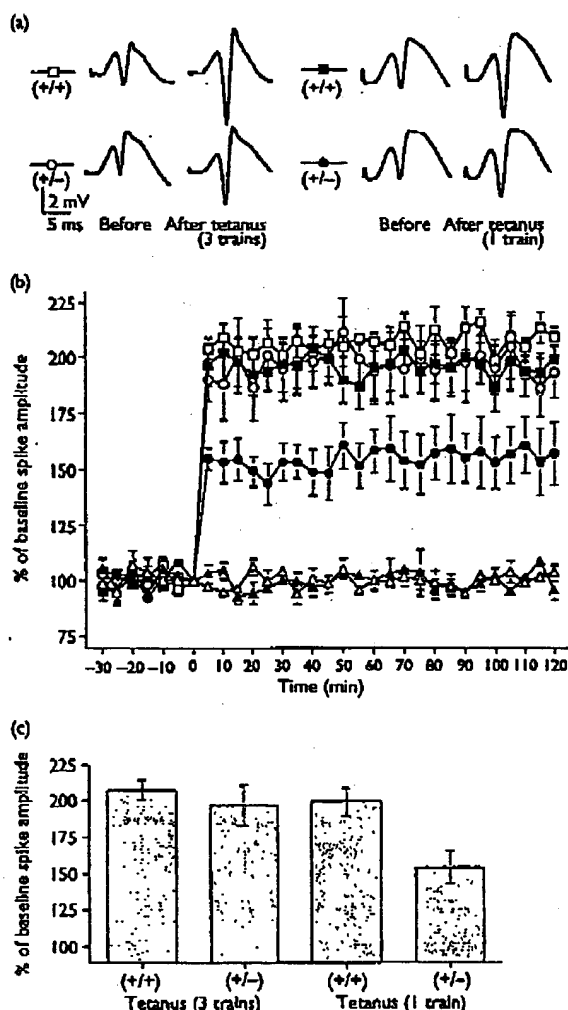 (a)
(+/+)
(+/+)
(+/−)
(+/−)
2 mV
5 ms
Before
After tetanus
(3 trains)
Before
After tetanus
(1 train)
(b)
% of baseline spike amplitude
225
200
175
150
125
100
75
−30 −20 −10 0 10 20 30 40 50 60 70 80 90 100 110 120
Time (min)
(c)
% of baseline spike amplitude
225
200
150
125
100
(+/+) (+/−) (+/+) (+/−)
Tetanus (3 trains) Tetanus (1 train)